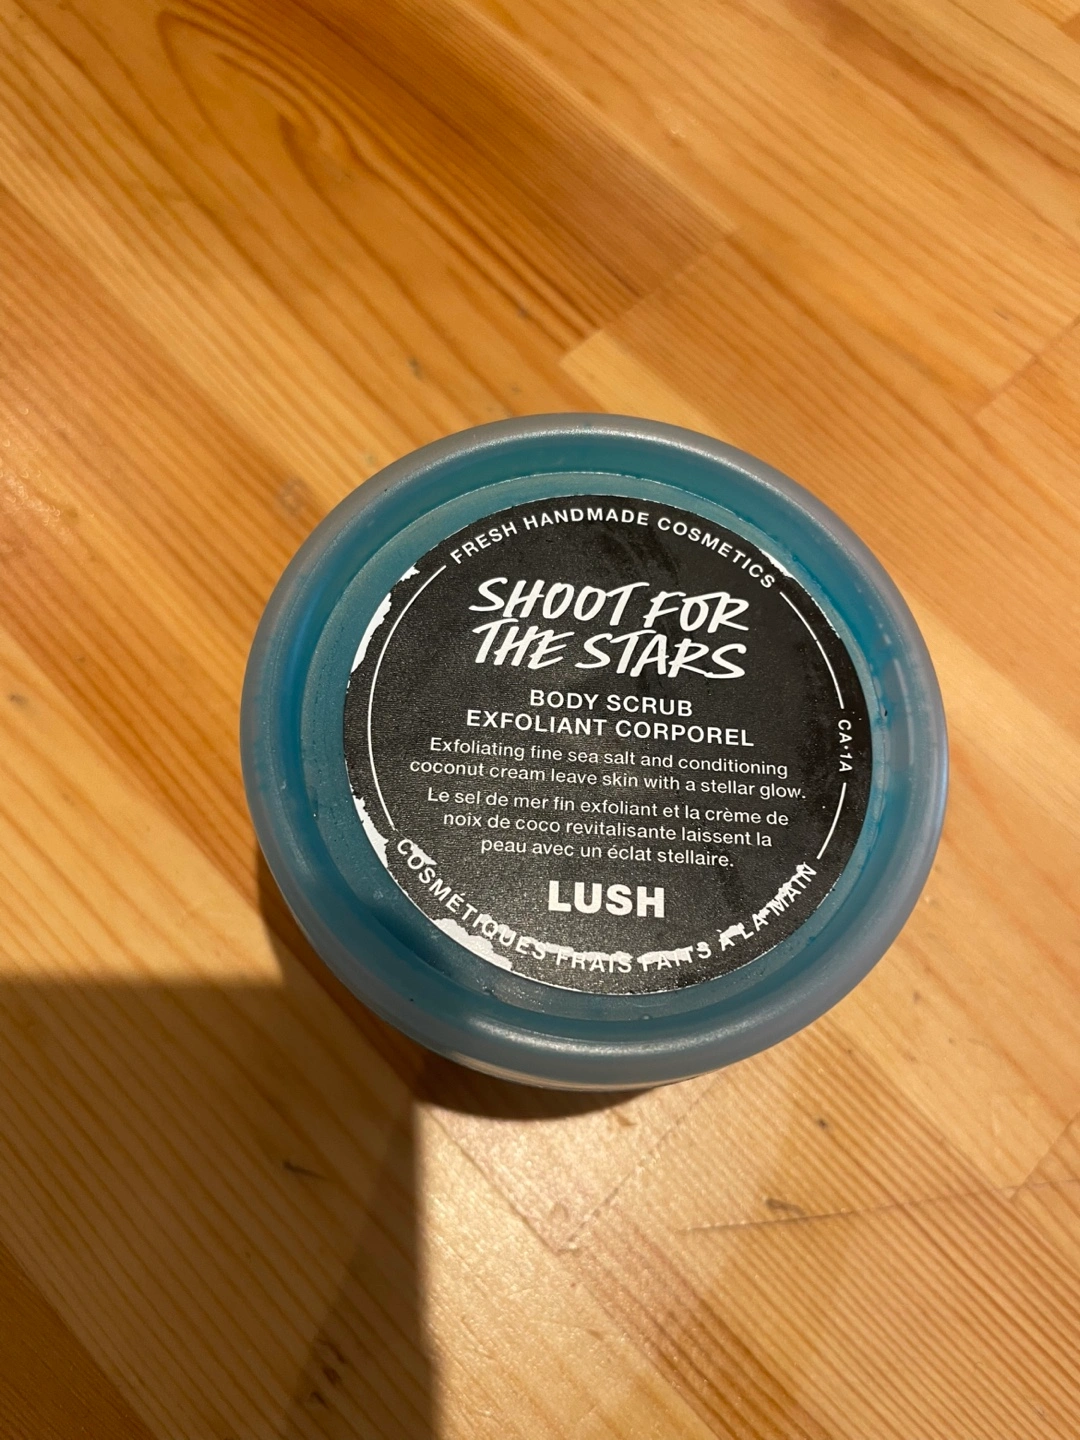 FRESH HANDMADE COSMETICS
SHOOT FOR
THE STARS
BODY SCRUB
EXFOLIANT CORPOREL
Exfoliating fine sea salt and conditioning
coconut cream leave skin with a stellar glow.
Le sel de mer fin exfoliant et la crème de
noix de coco revitalisante laissent la
peau avec un éclat stellaire.
LUSH
CA•1A
COSMÉTIQUES FRAIS FAITS À LA MAIN